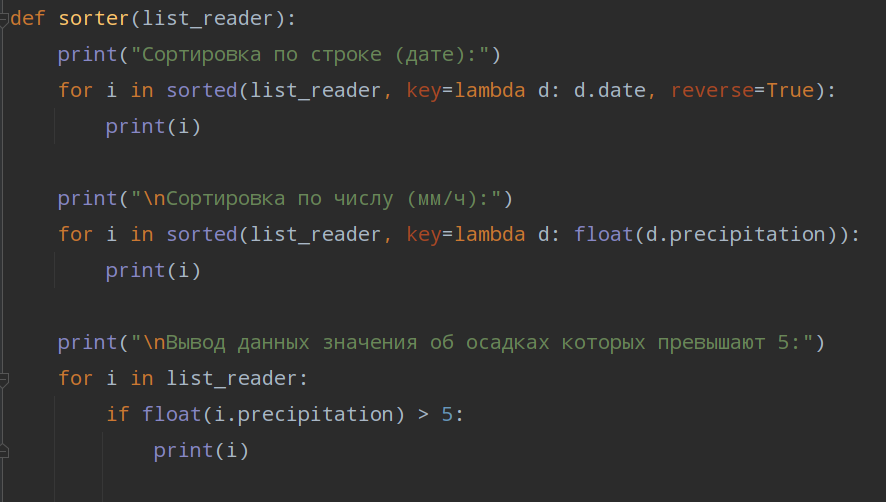 def sorter(list_reader):
    print("Сортировка по строке (дате):")
    for i in sorted(list_reader, key=lambda d: d.date, reverse=True):
        print(i)

    print("\nСортировка по числу (мм/ч):")
    for i in sorted(list_reader, key=lambda d: float(d.precipitation)):
        print(i)

    print("\nВывод данных значения об осадках которых превышают 5:")
    for i in list_reader:
        if float(i.precipitation) > 5:
            print(i)